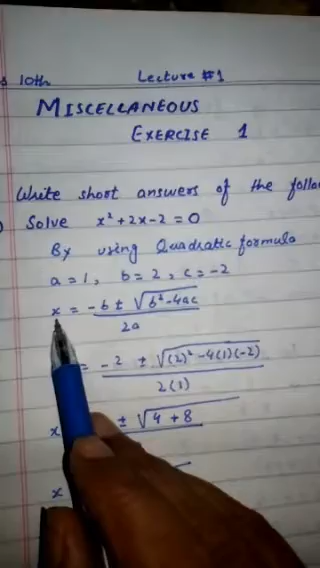 10th Lecture #1
MISCELLANEOUS
EXERCISE 1
Write short answers of the
Solve x² + 2x - 2 = 0
By using Quadratic formula
a = 1, b = 2, c = -2
x = -b ± √b² - 4ac
2a
= -2 ± √(2)² - 4(1)(-2)
2(1)
x ± √4 + 8
x